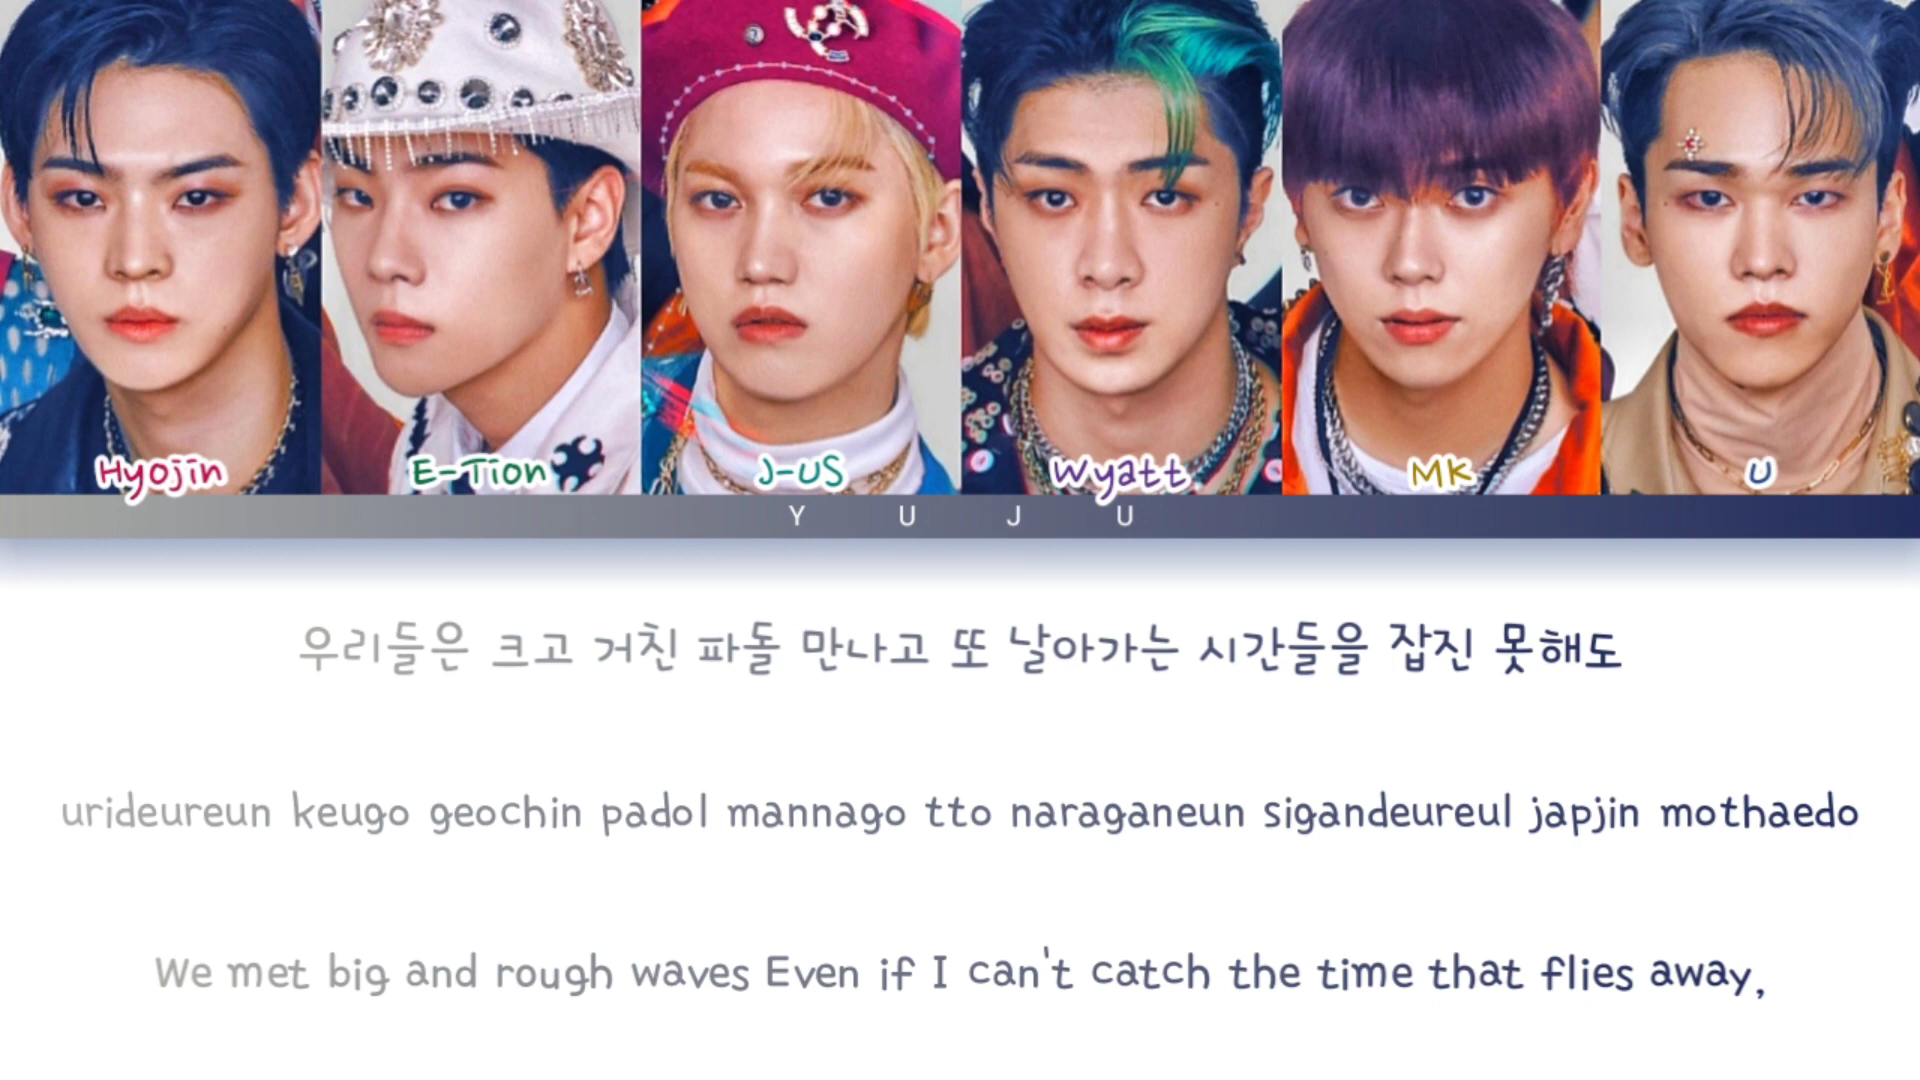 Hyojin E-Tion J-US Wyatt MK U
Y U J U
우리들은 크고 거친 파돌 만나고 또 날아가는 시간들을 잡진 못해도
urideureun keugo geochin padol mannago tto naraganeun sigandeureul japjin mothaedo
We met big and rough waves Even if I can't catch the time that flies away,